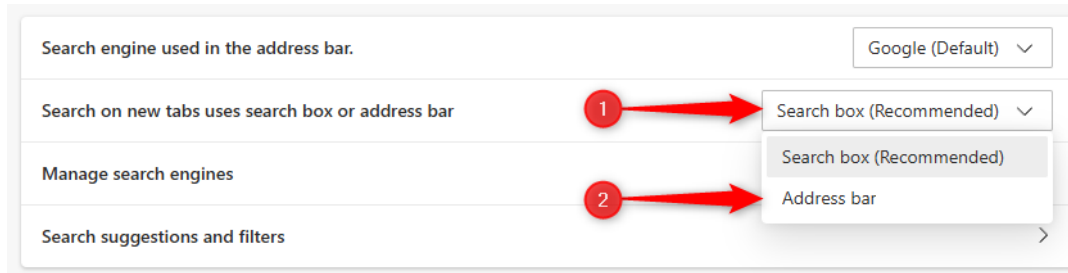 Search engine used in the address bar.
Google (Default)
Search on new tabs uses search box or address bar
1
Search box (Recommended)
Search box (Recommended)
Manage search engines
2
Address bar
Search suggestions and filters